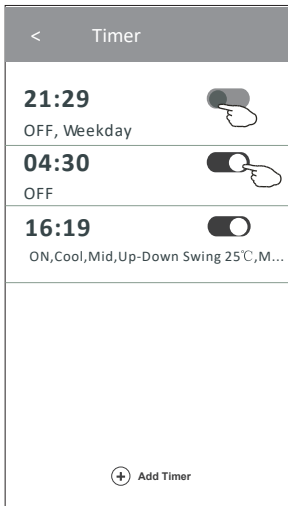 < Timer
21:29
OFF, Weekday
04:30
OFF
16:19
ON,Cool,Mid,Up-Down Swing 25℃,M...
Add Timer